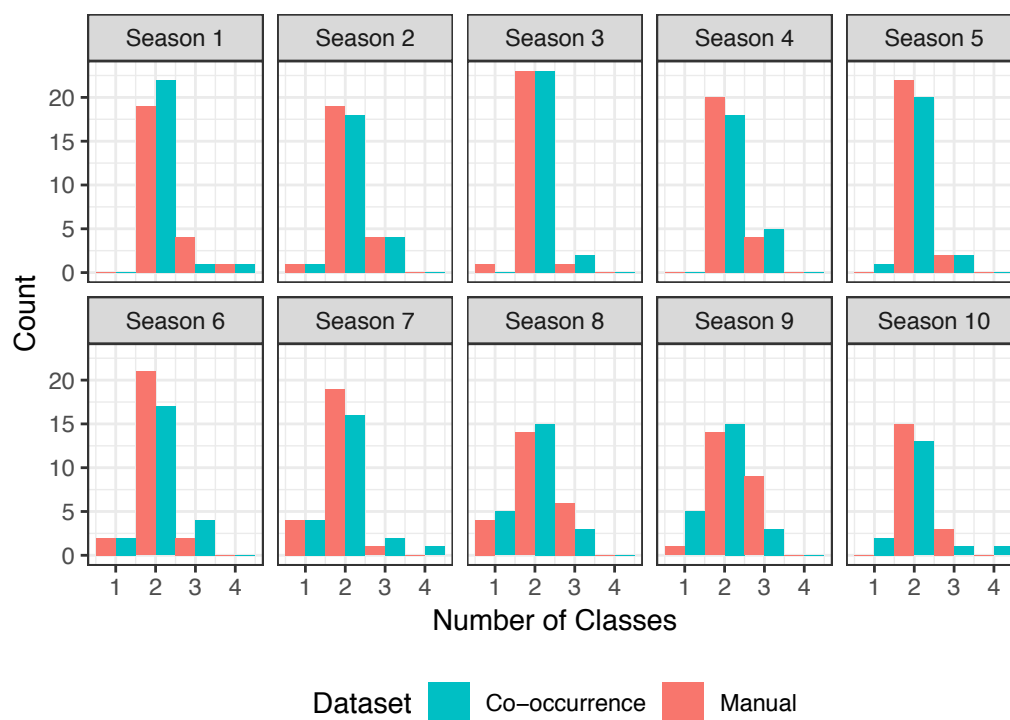 Season 1 Season 2 Season 3 Season 4 Season 5
20
15
10
5
0
Season 6 Season 7 Season 8 Season 9 Season 10
20
15
10
5
0
1 2 3 4 1 2 3 4 1 2 3 4 1 2 3 4 1 2 3 4
Count
Number of Classes
Dataset Co−occurrence Manual